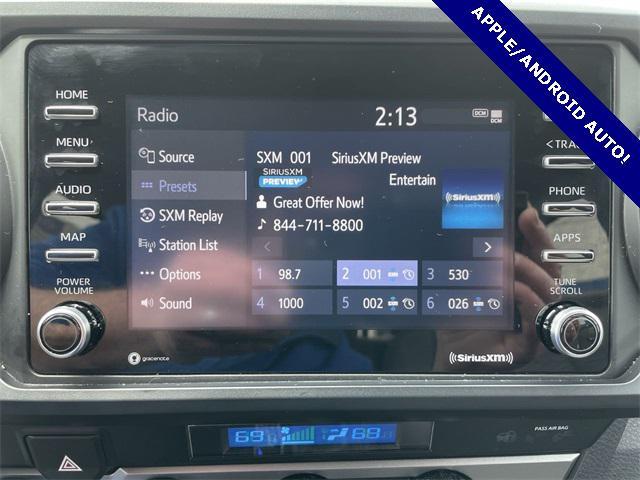 APPLE/ANDROID AUTO!
HOME
MENU
AUDIO
MAP
POWER
VOLUME
Radio
2:13
DCM
DCM
Source
Presets
SXM Replay
Station List
Options
Sound
SXM 001 SiriusXM Preview
SIRIUSXM
PREVIEW
Entertain
Great Offer Now!
844-711-8800
((SiriusXM))
1 98.7
2 001
3 530
4 1000
5 002
6 026
< TRACK
PHONE
APPS
TUNE
SCROLL
gracenote
((SiriusXM))
PASS AIR BAG
69